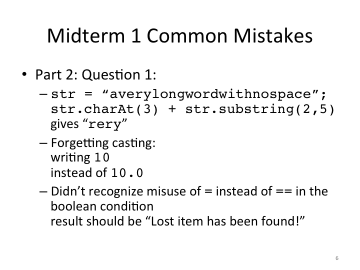 Midterm 1 Common Mistakes
• Part 2: Question 1:
– str = “averylongwordwithnospace”;
str.charAt(3) + str.substring(2,5)
gives “rery”
– Forgetting casting:
writing 10
instead of 10.0
– Didn’t recognize misuse of = instead of == in the
boolean condition
result should be “Lost item has been found!”
6